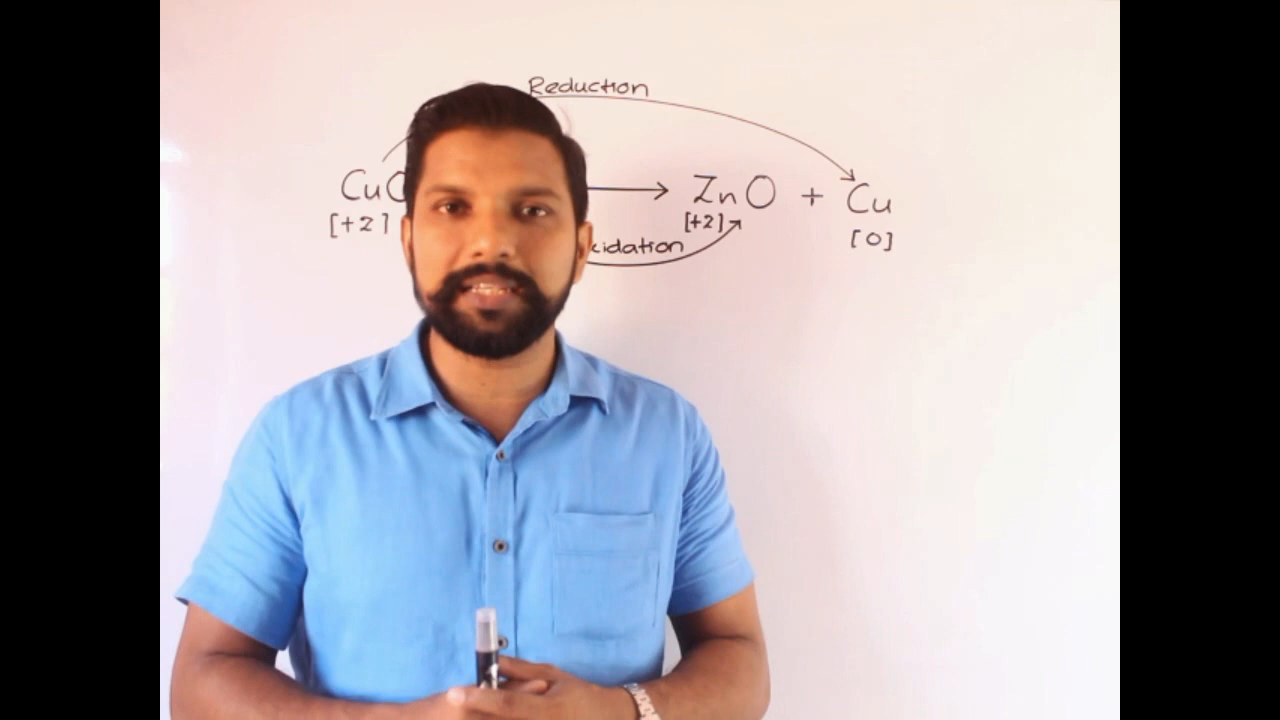 Reduction
CuO → ZnO + Cu
[+2] [+2] [0]
xidation